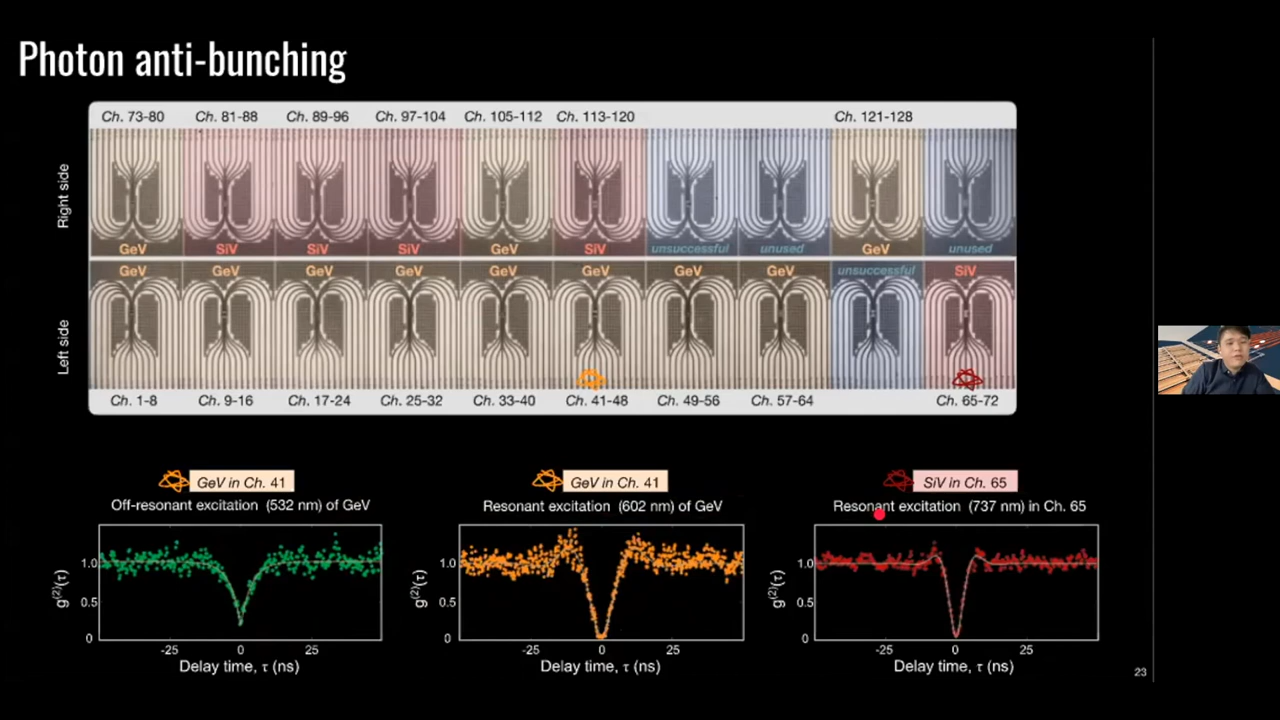 Photon anti-bunching
Ch. 73-80 Ch. 81-88 Ch. 89-96 Ch. 97-104 Ch. 105-112 Ch. 113-120 Ch. 121-128
Right side
GeV SiV SiV SiV GeV SiV unsuccessful unused GeV unused
Left side
GeV GeV GeV GeV GeV GeV GeV GeV unsuccessful SiV
Ch. 1-8 Ch. 9-16 Ch. 17-24 Ch. 25-32 Ch. 33-40 Ch. 41-48 Ch. 49-56 Ch. 57-64 Ch. 65-72
GeV in Ch. 41
Off-resonant excitation (532 nm) of GeV
g⁽²⁾(τ)
1.0
0.5
0
-25 0 25
Delay time, τ (ns)
GeV in Ch. 41
Resonant excitation (602 nm) of GeV
g⁽²⁾(τ)
1.0
0.5
0
-25 0 25
Delay time, τ (ns)
SiV in Ch. 65
Resonant excitation (737 nm) in Ch. 65
g⁽²⁾(τ)
1.0
0.5
0
-25 0 25
Delay time, τ (ns)
23